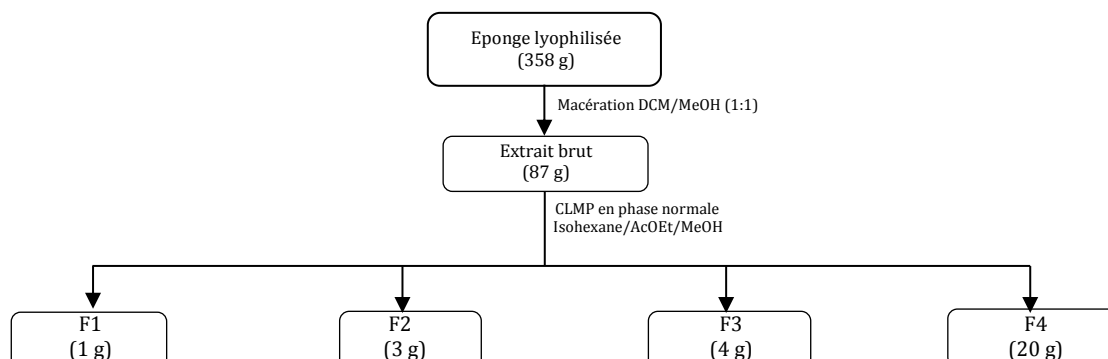 Eponge lyophilisée
(358 g)
Macération DCM/MeOH (1:1)
Extrait brut
(87 g)
CLMP en phase normale
Isohexane/AcOEt/MeOH
F1
(1 g)
F2
(3 g)
F3
(4 g)
F4
(20 g)